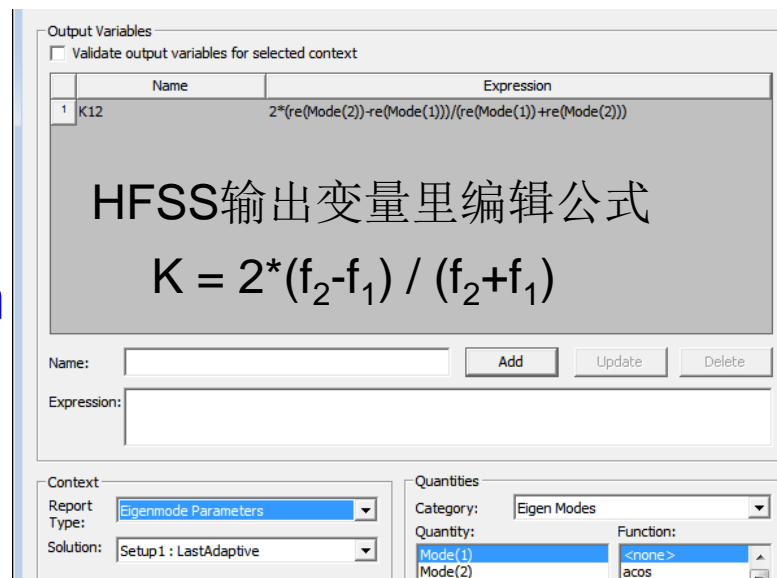 Output Variables
Validate output variables for selected context
Name Expression
1 K12 2*(re(Mode(2))-re(Mode(1)))/(re(Mode(1))+re(Mode(2)))
HFSS输出变量里编辑公式
K = 2*(f₂-f₁) / (f₂+f₁)
Name: Add Update Delete
Expression:
Context
Report Type: Eigenmode Parameters
Solution: Setup1 : LastAdaptive
Quantities
Category: Eigen Modes
Quantity: Function:
Mode(1) <none>
Mode(2) acos